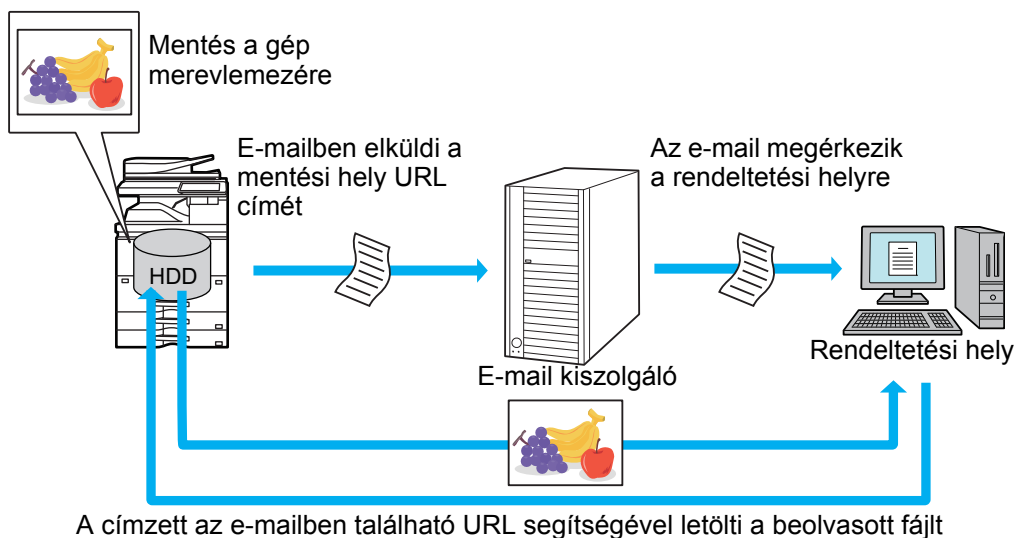 Mentés a gép
merevlemezére
E-mailben elküldi a
mentési hely URL
címét
Az e-mail megérkezik
a rendeltetési helyre
HDD
E-mail kiszolgáló
Rendeltetési hely
A címzett az e-mailben található URL segítségével letölti a beolvasott fájlt